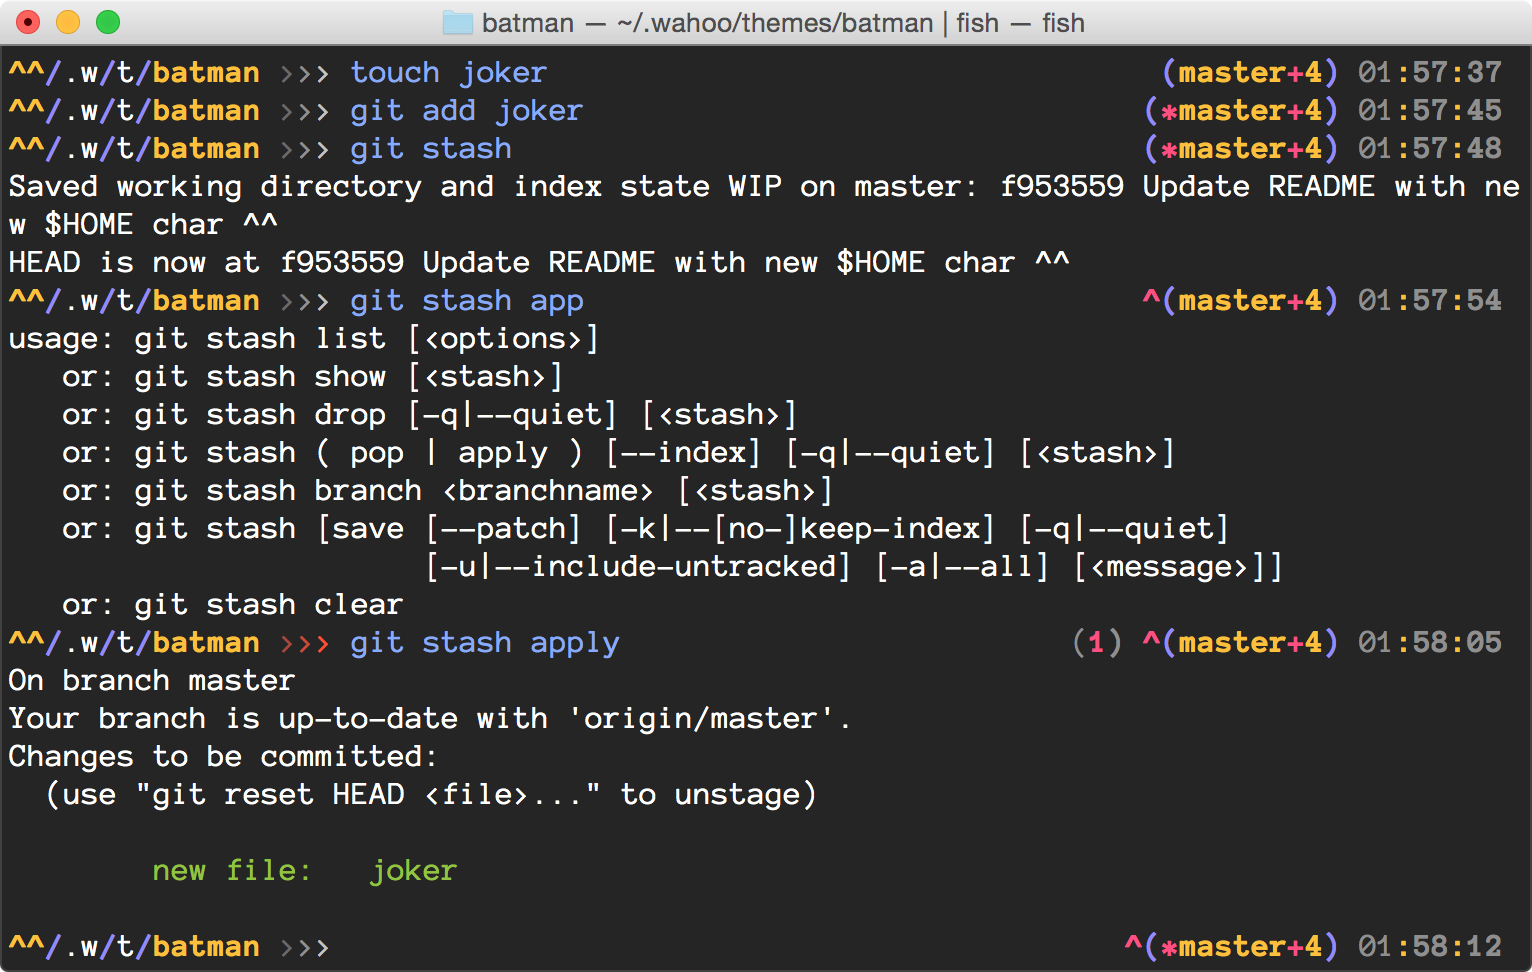 batman — ~/.wahoo/themes/batman | fish — fish
^^/.w/t/batman >>> touch joker (master+4) 01:57:37
^^/.w/t/batman >>> git add joker (*master+4) 01:57:45
^^/.w/t/batman >>> git stash (*master+4) 01:57:48
Saved working directory and index state WIP on master: f953559 Update README with ne
w $HOME char ^^
HEAD is now at f953559 Update README with new $HOME char ^^
^^/.w/t/batman >>> git stash app ^(master+4) 01:57:54
usage: git stash list [<options>]
   or: git stash show [<stash>]
   or: git stash drop [-q|--quiet] [<stash>]
   or: git stash ( pop | apply ) [--index] [-q|--quiet] [<stash>]
   or: git stash branch <branchname> [<stash>]
   or: git stash [save [--patch] [-k|--[no-]keep-index] [-q|--quiet]
                       [-u|--include-untracked] [-a|--all] [<message>]]
   or: git stash clear
^^/.w/t/batman >>> git stash apply (1) ^(master+4) 01:58:05
On branch master
Your branch is up-to-date with 'origin/master'.
Changes to be committed:
  (use "git reset HEAD <file>..." to unstage)
        new file:   joker
^^/.w/t/batman >>> ^(*master+4) 01:58:12